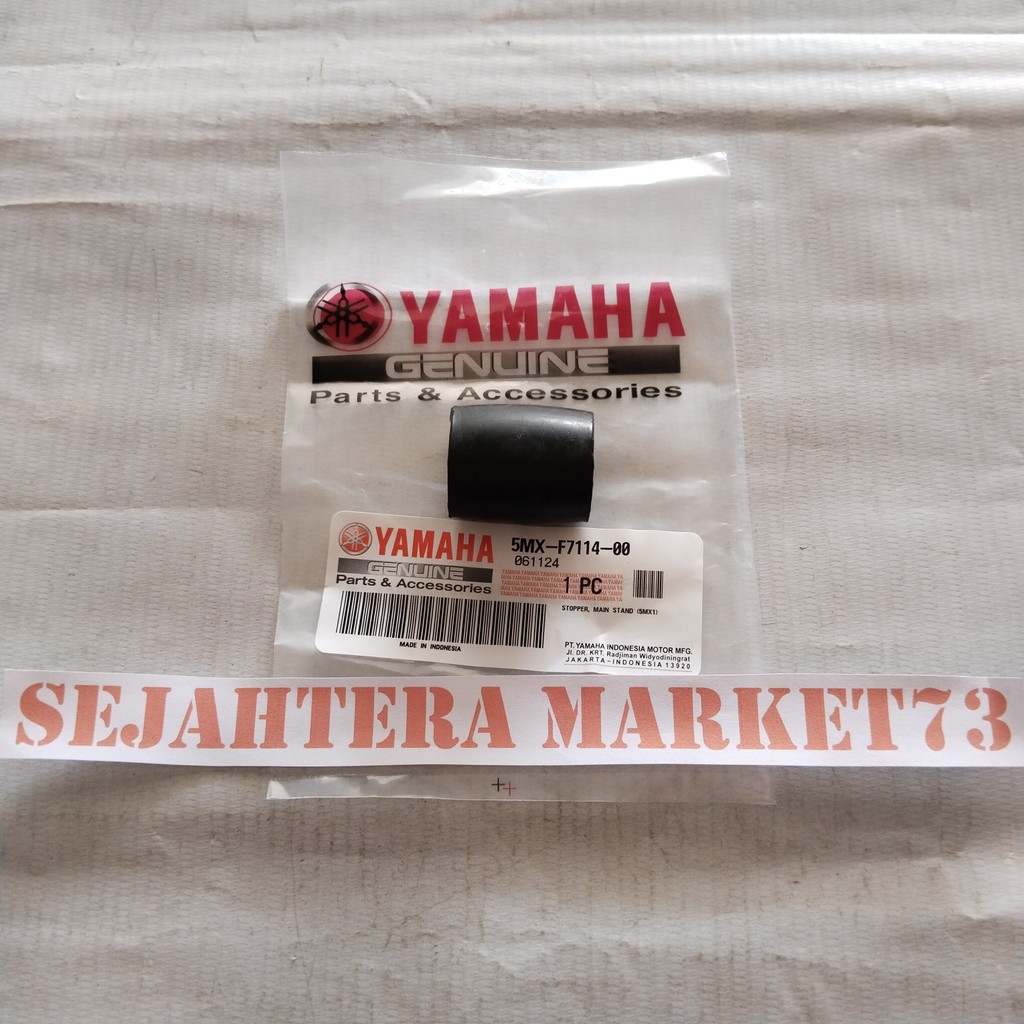 YAMAHA
GENUINE
Parts & Accessories
YAMAHA
GENUINE
Parts & Accessories
MADE IN INDONESIA
5MX-F7114-00
061124
1 PC
STOPPER, MAIN STAND (5MX1)
PT. YAMAHA INDONESIA MOTOR MFG.
JL. DR. KRT. Radjiman Widyodiningrat
JAKARTA-INDONESIA 13920
SEJAHTERA MARKET73